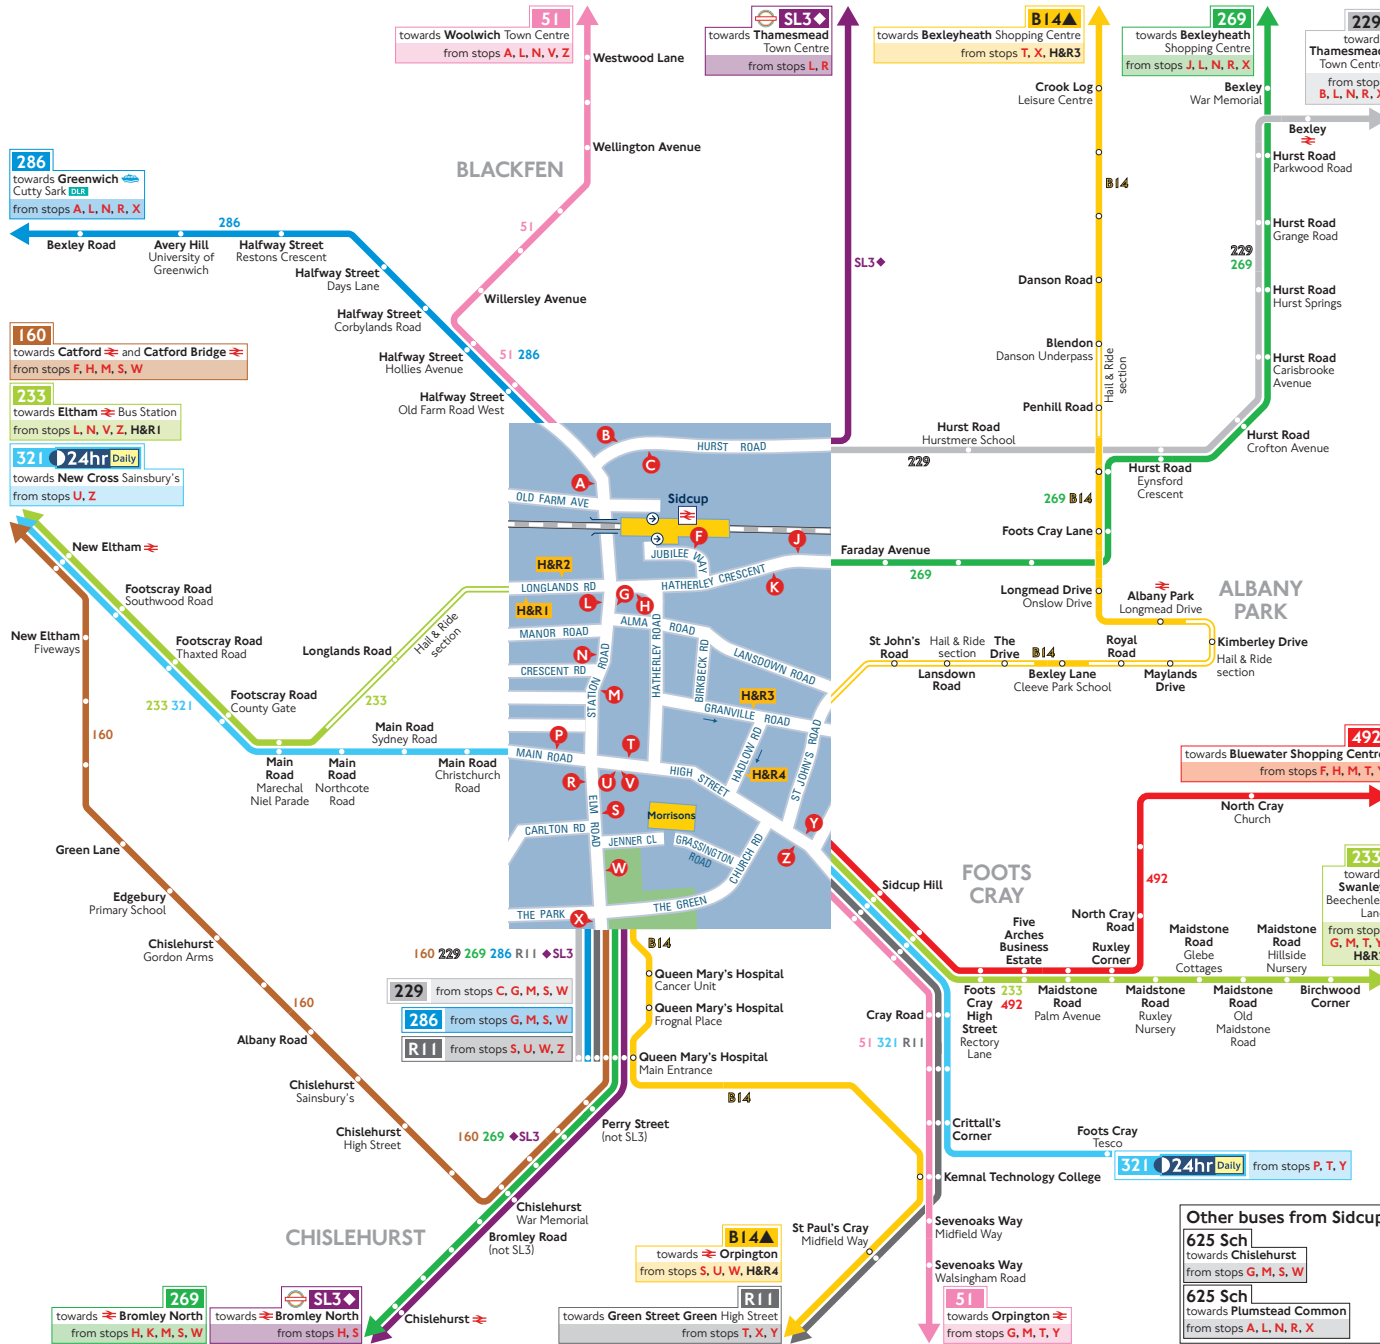 51
towards Woolwich Town Centre
from stops A, L, N, V, Z
SL3◆
towards Thamesmead
Town Centre
from stops L, R
B14▲
towards Bexleyheath Shopping Centre
from stops T, X, H&R3
269
towards Bexleyheath
Shopping Centre
from stops J, L, N, R, X
229
Thamesmead
Town Centre
B, L, N, R, X
Westwood Lane
Wellington Avenue
BLACKFEN
51
Willersley Avenue
51 286
286
towards Greenwich
Cutty Sark DLR
from stops A, L, N, R, X
286
Bexley Road
Avery Hill
University of
Greenwich
Halfway Street
Restons Crescent
Halfway Street
Days Lane
Halfway Street
Corbylands Road
Halfway Street
Hollies Avenue
Halfway Street
Old Farm Road West
SL3◆
Crook Log
Leisure Centre
B14
Danson Road
Blendon
Danson Underpass
Hail & Ride
section
Penhill Road
Bexley
War Memorial
Bexley
Hurst Road
Parkwood Road
Hurst Road
Grange Road
229
269
Hurst Road
Hurst Springs
Hurst Road
Carisbrooke
Avenue
Hurst Road
Crofton Avenue
Hurst Road
Hurstmere School
229
Hurst Road
Eynsford
Crescent
269 B14
Foots Cray Lane
Faraday Avenue
269
Longmead Drive
Onslow Drive
Albany Park
Longmead Drive
ALBANY
PARK
Kimberley Drive
Hail & Ride
section
St John's
Road
Hail & Ride
section
Lansdown
Road
The
Drive
B14
Bexley Lane
Cleeve Park School
Royal
Road
Maylands
Drive
160
towards Catford and Catford Bridge
from stops F, H, M, S, W
233
towards Eltham Bus Station
from stops L, N, V, Z, H&R1
321 24hr Daily
towards New Cross Sainsbury's
from stops U, Z
New Eltham
Footscray Road
Southwood Road
New Eltham
Fiveways
Footscray Road
Thaxted Road
Longlands Road
Hail & Ride
section
Footscray Road
County Gate
233 321
233
160
Main
Road
Marechal
Niel Parade
Main
Road
Northcote
Road
Main Road
Sydney Road
Main Road
Christchurch
Road
B
C
HURST ROAD
A
OLD FARM AVE
Sidcup
F
J
JUBILEE WAY
H&R2
LONGLANDS RD
HATHERLEY CRESCENT
K
H&R1
L
G
H
MANOR ROAD
ALMA ROAD
N
CRESCENT RD
STATION ROAD
HATHERLEY ROAD
BIRKBECK RD
LANSDOWN ROAD
M
H&R3
GRANVILLE ROAD
P
T
MAIN ROAD
HIGH STREET
HADLOW RD
H&R4
ST JOHN'S ROAD
R
U
V
ELM ROAD
S
Morrisons
Y
CARLTON RD
JENNER CL
GRASSINGTON
ROAD
CHURCH RD
Z
W
THE PARK
X
THE GREEN
492
towards Bluewater Shopping Centre
from stops F, H, M, T, Y
North Cray
Church
492
233
Swanley
G, M, T, Y
FOOTS
CRAY
Sidcup Hill
Five
Arches
Business
Estate
North Cray
Road
Ruxley
Corner
Maidstone
Road
Glebe
Cottages
Maidstone
Road
Hillside
Nursery
Foots
Cray
High
Street
Rectory
Lane
233
492
Maidstone
Road
Palm Avenue
Maidstone
Road
Ruxley
Nursery
Maidstone
Road
Old
Maidstone
Road
Birchwood
Corner
Green Lane
Edgebury
Primary School
Chislehurst
Gordon Arms
160
Albany Road
Chislehurst
Sainsbury's
Chislehurst
High Street
160 229 269 286 R11 ◆SL3
229 from stops C, G, M, S, W
286 from stops G, M, S, W
R11 from stops S, U, W, Z
B14
Queen Mary's Hospital
Cancer Unit
Queen Mary's Hospital
Frognal Place
Queen Mary's Hospital
Main Entrance
B14
Perry Street
(not SL3)
160 269 ◆SL3
Chislehurst
War Memorial
Bromley Road
(not SL3)
CHISLEHURST
Chislehurst
269
towards Bromley North
from stops H, K, M, S, W
SL3◆
towards Bromley North
from stops H, S
Cray Road
51 321 R11
Crittall's
Corner
Foots Cray
Tesco
321 24hr Daily from stops P, T, Y
Kemnal Technology College
St Paul's Cray
Midfield Way
Sevenoaks Way
Midfield Way
Sevenoaks Way
Walsingham Road
B14▲
towards Orpington
from stops S, U, W, H&R4
R11
towards Green Street Green High Street
from stops T, X, Y
51
towards Orpington
from stops G, M, T, Y
Other buses from Sidcup
625 Sch
towards Chislehurst
from stops G, M, S, W
625 Sch
towards Plumstead Common
from stops A, L, N, R, X